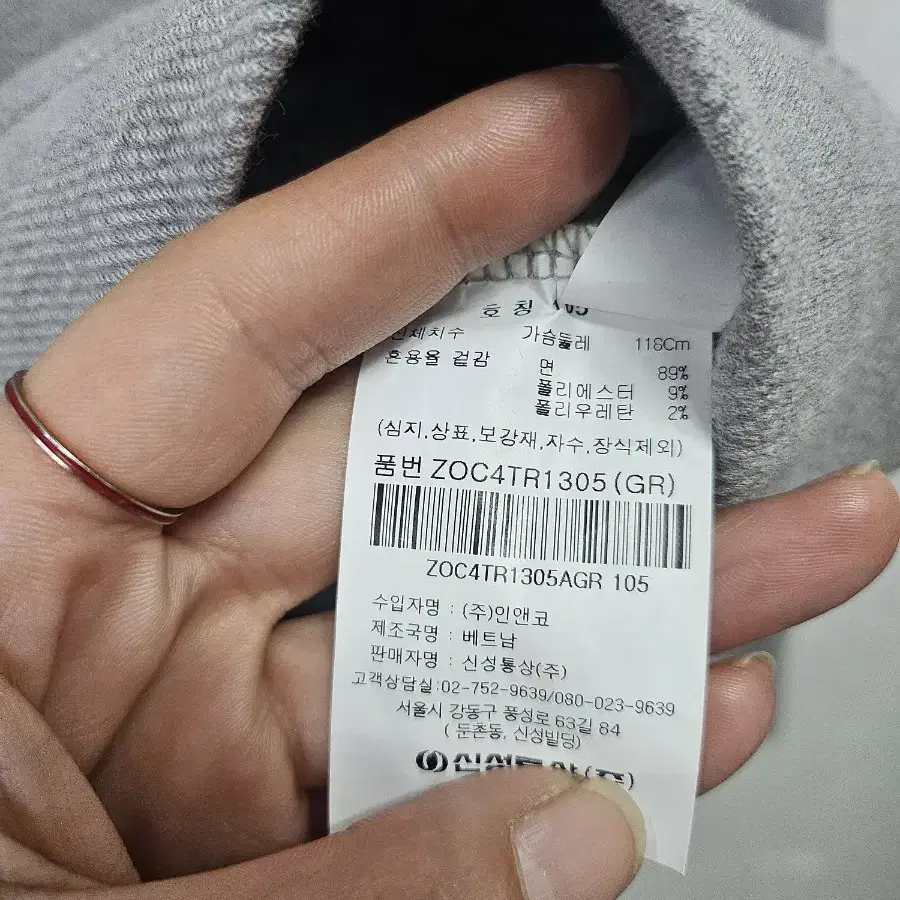 호칭 105
신체치수 가슴둘레 118Cm
혼용율 겉감 면 89%
폴리에스터 9%
폴리우레탄 2%
(심지,상표,보강재,자수,장식제외)
품번 ZOC4TR1305(GR)
ZOC4TR1305AGR 105
수입자명 : (주)인앤코
제조국명 : 베트남
판매자명 : 신성통상(주)
고객상담실:02-752-9639/080-023-9639
서울시 강동구 풍성로 63길 84
(둔촌동, 신성빌딩)
신성통상(주)